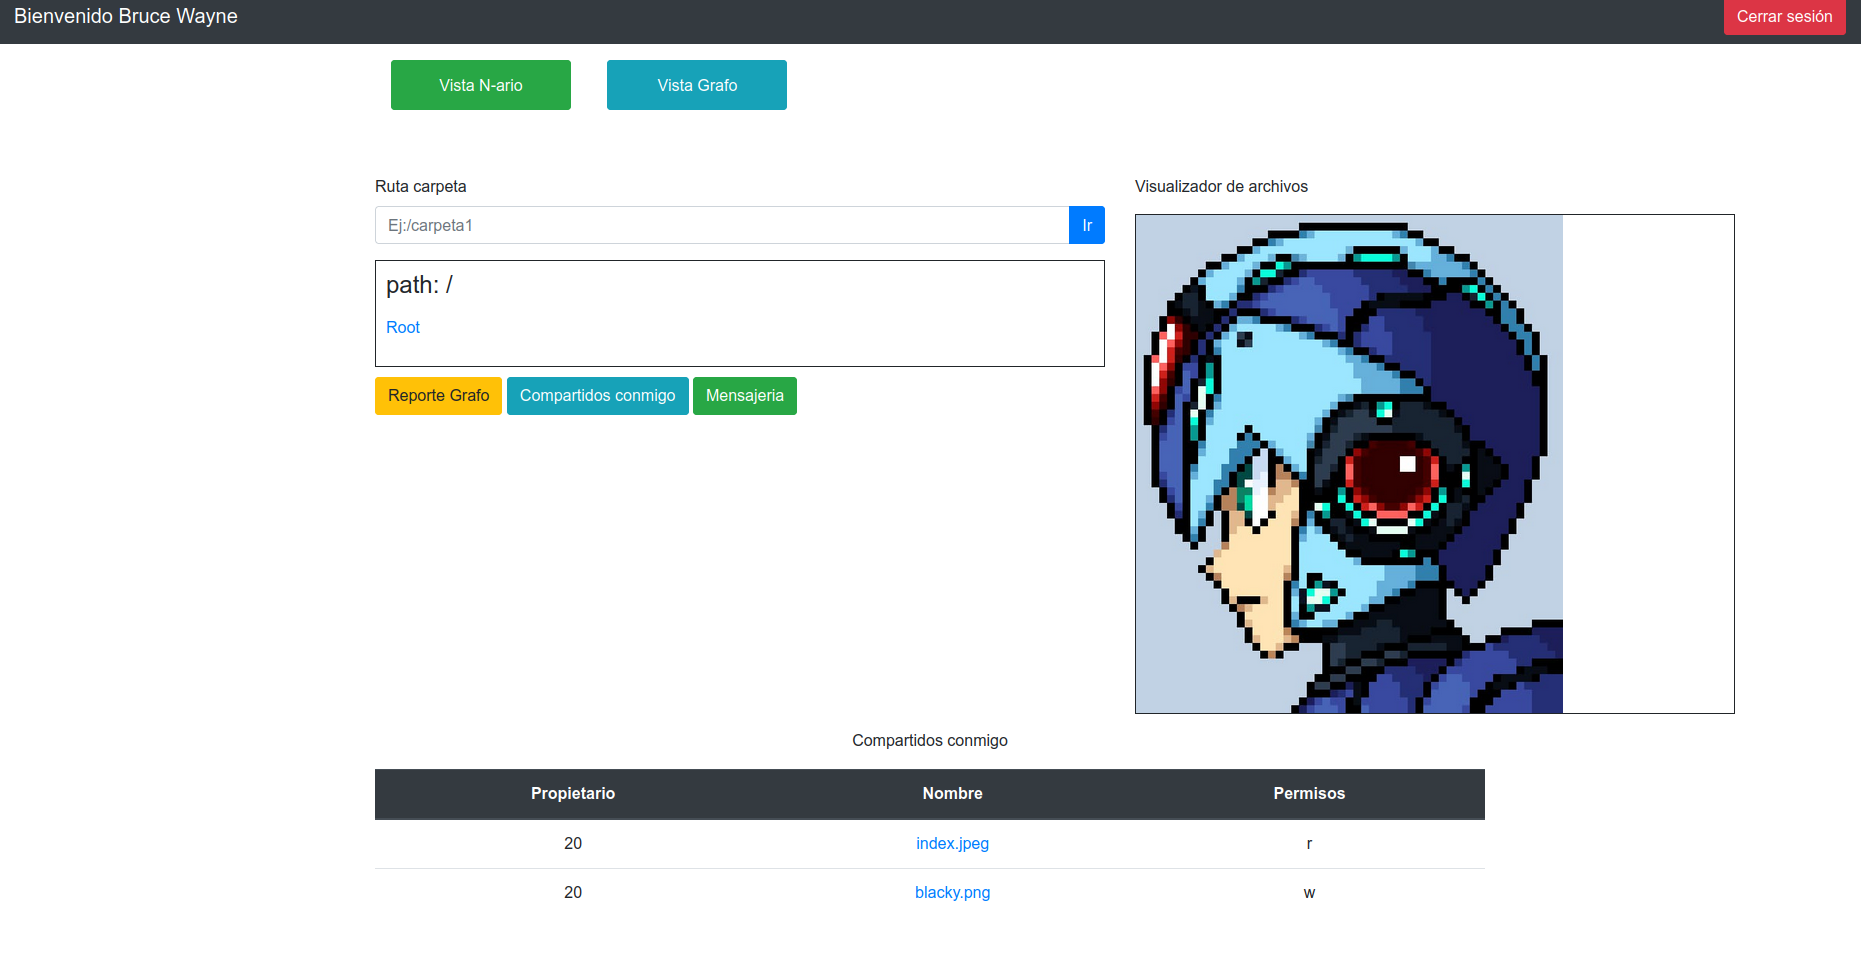 Bienvenido Bruce Wayne
Cerrar sesión
Vista N-ario
Vista Grafo
Ruta carpeta
Ej:/carpeta1
Ir
path: /
Root
Reporte Grafo
Compartidos conmigo
Mensajeria
Visualizador de archivos
Compartidos conmigo
Propietario Nombre Permisos
20 index.jpeg r
20 blacky.png w